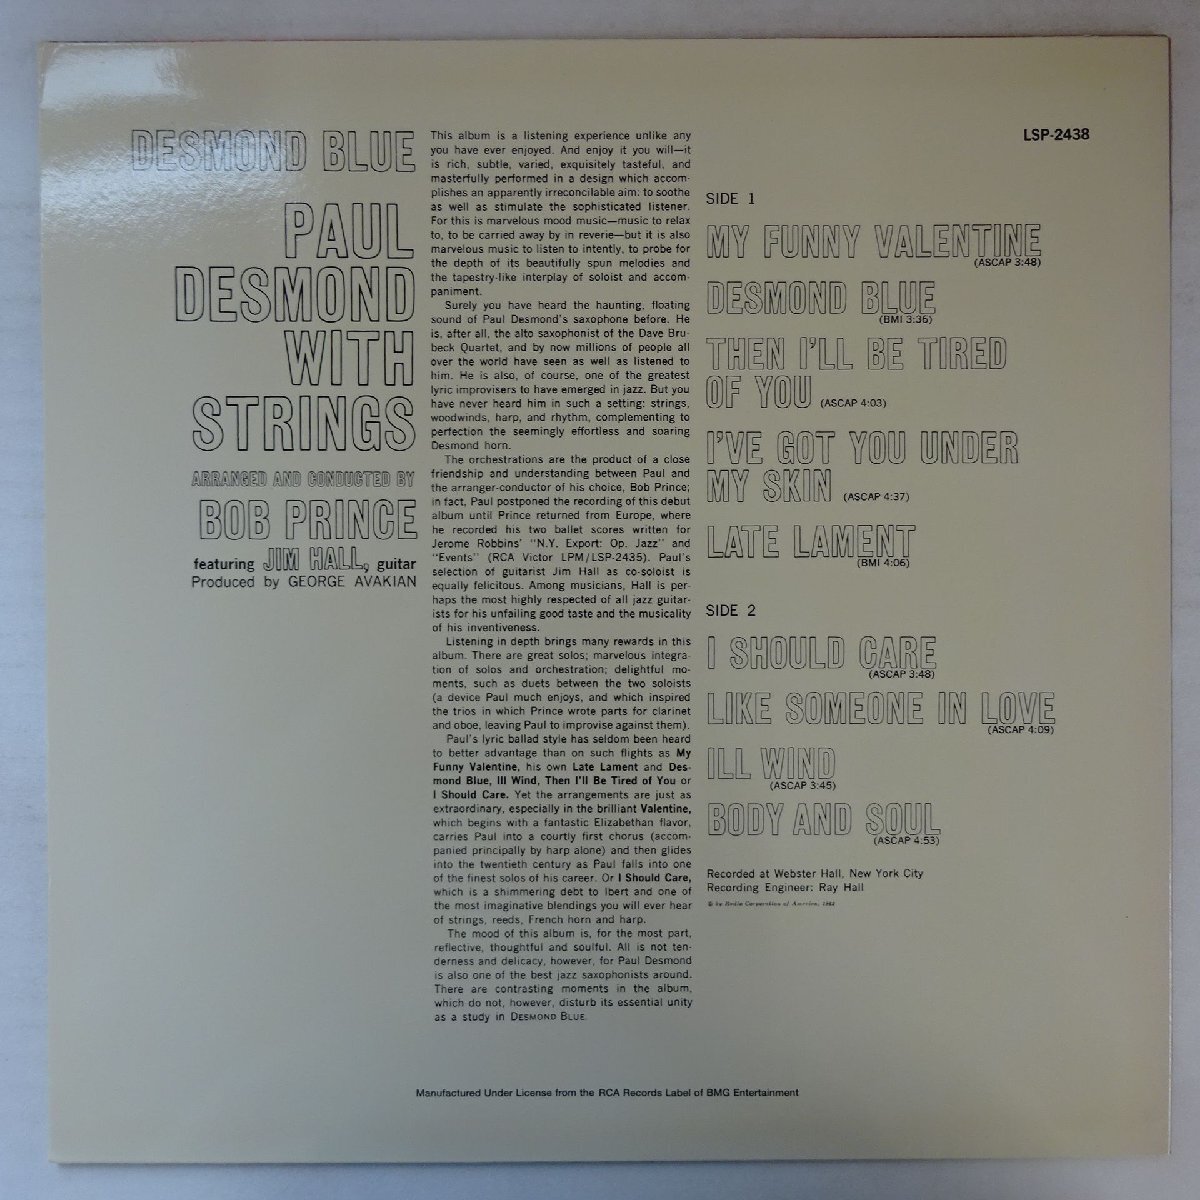 DESMOND BLUE
PAUL
DESMOND
WITH
STRINGS
ARRANGED AND CONDUCTED BY
BOB PRINCE
featuring JIM HALL, guitar
Produced by GEORGE AVAKIAN
This album is a listening experience unlike any
you have ever enjoyed. And enjoy it you will—it
is rich, subtle, varied, exquisitely tasteful, and
masterfully performed in a design which accom-
plishes an apparently irreconcilable aim: to soothe
as well as stimulate the sophisticated listener.
For this is marvelous mood music—music to relax
to, to be carried away by in reverie—but it is also
marvelous music to listen to intently, to probe for
the depth of its beautifully spun melodies and
the tapestry-like interplay of soloist and accom-
paniment.
Surely you have heard the haunting, floating
sound of Paul Desmond's saxophone before. He
is, after all, the alto saxophonist of the Dave Bru-
beck Quartet, and by now millions of people all
over the world have seen as well as listened to
him. He is also, of course, one of the greatest
lyric improvisers to have emerged in jazz. But you
have never heard him in such a setting: strings,
woodwinds, harp, and rhythm, complementing to
perfection the seemingly effortless and soaring
Desmond horn.
The orchestrations are the product of a close
friendship and understanding between Paul and
the arranger-conductor of his choice, Bob Prince;
in fact, Paul postponed the recording of this debut
album until Prince returned from Europe, where
he recorded his two ballet scores written for
Jerome Robbins' "N.Y. Export: Op. Jazz" and
"Events" (RCA Victor LPM/LSP-2435). Paul's
selection of guitarist Jim Hall as co-soloist is
equally felicitous. Among musicians, Hall is per-
haps the most highly respected of all jazz guitar-
ists for his unfailing good taste and the musicality
of his inventiveness.
Listening in depth brings many rewards in this
album. There are great solos; marvelous integra-
tion of solos and orchestration; delightful mo-
ments, such as duets between the two soloists
(a device Paul much enjoys, and which inspired
the trios in which Prince wrote parts for clarinet
and oboe, leaving Paul to improvise against them).
Paul's lyric ballad style has seldom been heard
to better advantage than on such flights as My
Funny Valentine, his own Late Lament and Des-
mond Blue, Ill Wind, Then I'll Be Tired of You or
I Should Care. Yet the arrangements are just as
extraordinary, especially in the brilliant Valentine,
which begins with a fantastic Elizabethan flavor,
carries Paul into a courtly first chorus (accom-
panied principally by harp alone) and then glides
into the twentieth century as Paul falls into one
of the finest solos of his career. Or I Should Care,
which is a shimmering debt to Ibert and one of
the most imaginative blendings you will ever hear
of strings, reeds, French horn and harp.
The mood of this album is, for the most part,
reflective, thoughtful and soulful. All is not ten-
derness and delicacy, however, for Paul Desmond
is also one of the best jazz saxophonists around.
There are contrasting moments in the album,
which do not, however, disturb its essential unity
as a study in DESMOND BLUE.
LSP-2438
SIDE 1
MY FUNNY VALENTINE
(ASCAP 3:48)
DESMOND BLUE
(BMI 3:36)
THEN I'LL BE TIRED
OF YOU (ASCAP 4:03)
I'VE GOT YOU UNDER
MY SKIN (ASCAP 4:37)
LATE LAMENT
(BMI 4:06)
SIDE 2
I SHOULD CARE
(ASCAP 3:48)
LIKE SOMEONE IN LOVE
(ASCAP 4:09)
ILL WIND
(ASCAP 3:45)
BODY AND SOUL
(ASCAP 4:53)
Recorded at Webster Hall, New York City
Recording Engineer: Ray Hall
© by Radio Corporation of America, 1962
Manufactured Under License from the RCA Records Label of BMG Entertainment